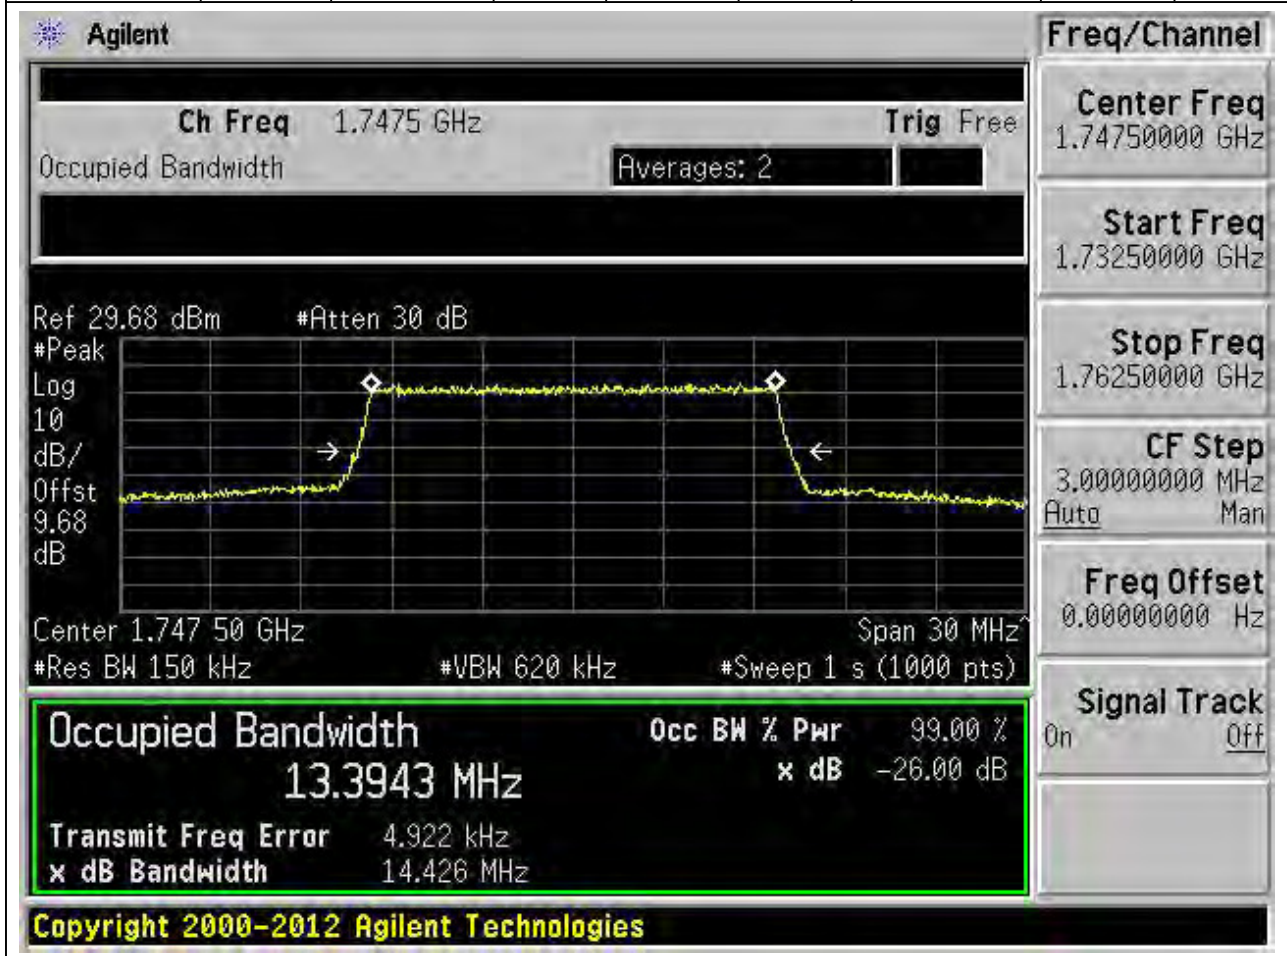 Agilent
Freq/Channel
Ch Freq 1.7475 GHz Trig Free
Occupied Bandwidth Averages: 2
Center Freq
1.74750000 GHz
Start Freq
1.73250000 GHz
Stop Freq
1.76250000 GHz
CF Step
3.00000000 MHz
Auto Man
Freq Offset
0.00000000 Hz
Signal Track
On Off
Ref 29.68 dBm #Atten 30 dB
#Peak
Log
10
dB/
Offst
9.68
dB
Center 1.747 50 GHz Span 30 MHz^
#Res BW 150 kHz #VBW 620 kHz #Sweep 1 s (1000 pts)
Occupied Bandwidth Occ BW % Pwr 99.00 %
13.3943 MHz x dB -26.00 dB
Transmit Freq Error 4.922 kHz
x dB Bandwidth 14.426 MHz
Copyright 2000-2012 Agilent Technologies